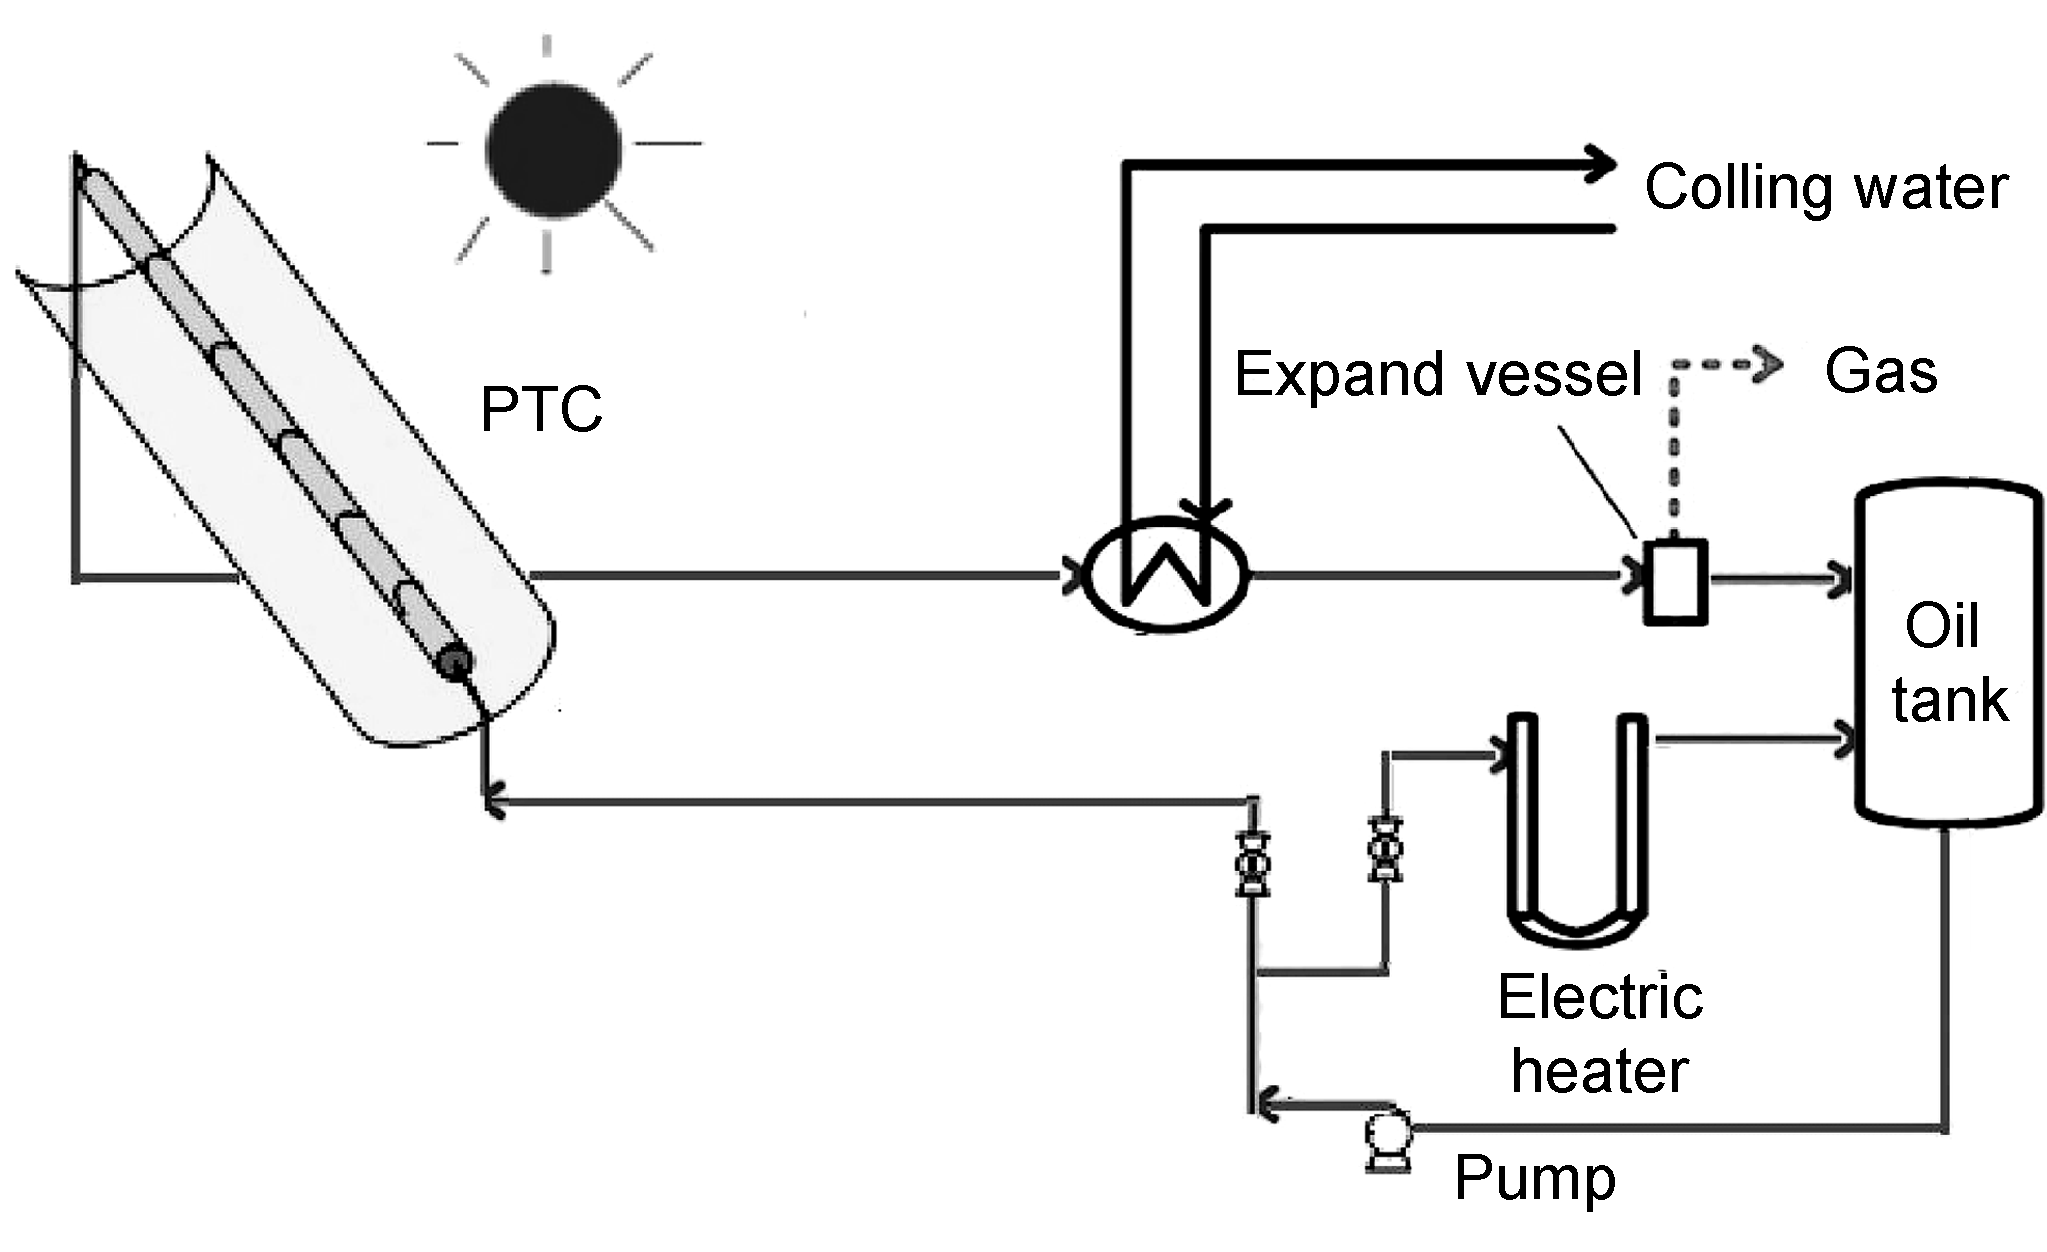 Colling water
Expand vessel
Gas
PTC
Oil
tank
Electric
heater
Pump